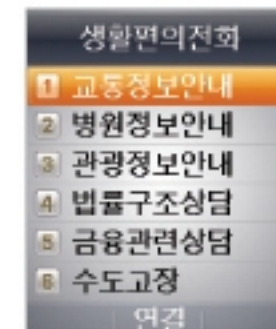 생활편의전화
1 교통정보안내
2 병원정보안내
3 관광정보안내
4 법률구조상담
5 금융관련상담
6 수도고장
연결